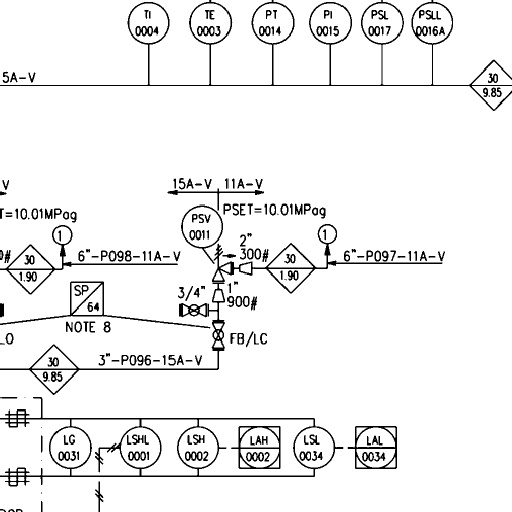 TI
0004
TE
0003
PT
0014
PI
0015
PSL
0017
PSLL
0016A
5A-V
30
9.85
V
15A-V
11A-V
T=10.01MPag
PSV
0011
PSET=10.01MPag
1
2"
300#
1
0#
30
1.90
6"-P098-11A-V
30
1.90
6"-P097-11A-V
SP
64
3/4"
1"
900#
LO
NOTE 8
FB/LC
30
9.85
3"-P096-15A-V
LG
0031
LSHL
0001
LSH
0002
LAH
0002
LSL
0034
LAL
0034